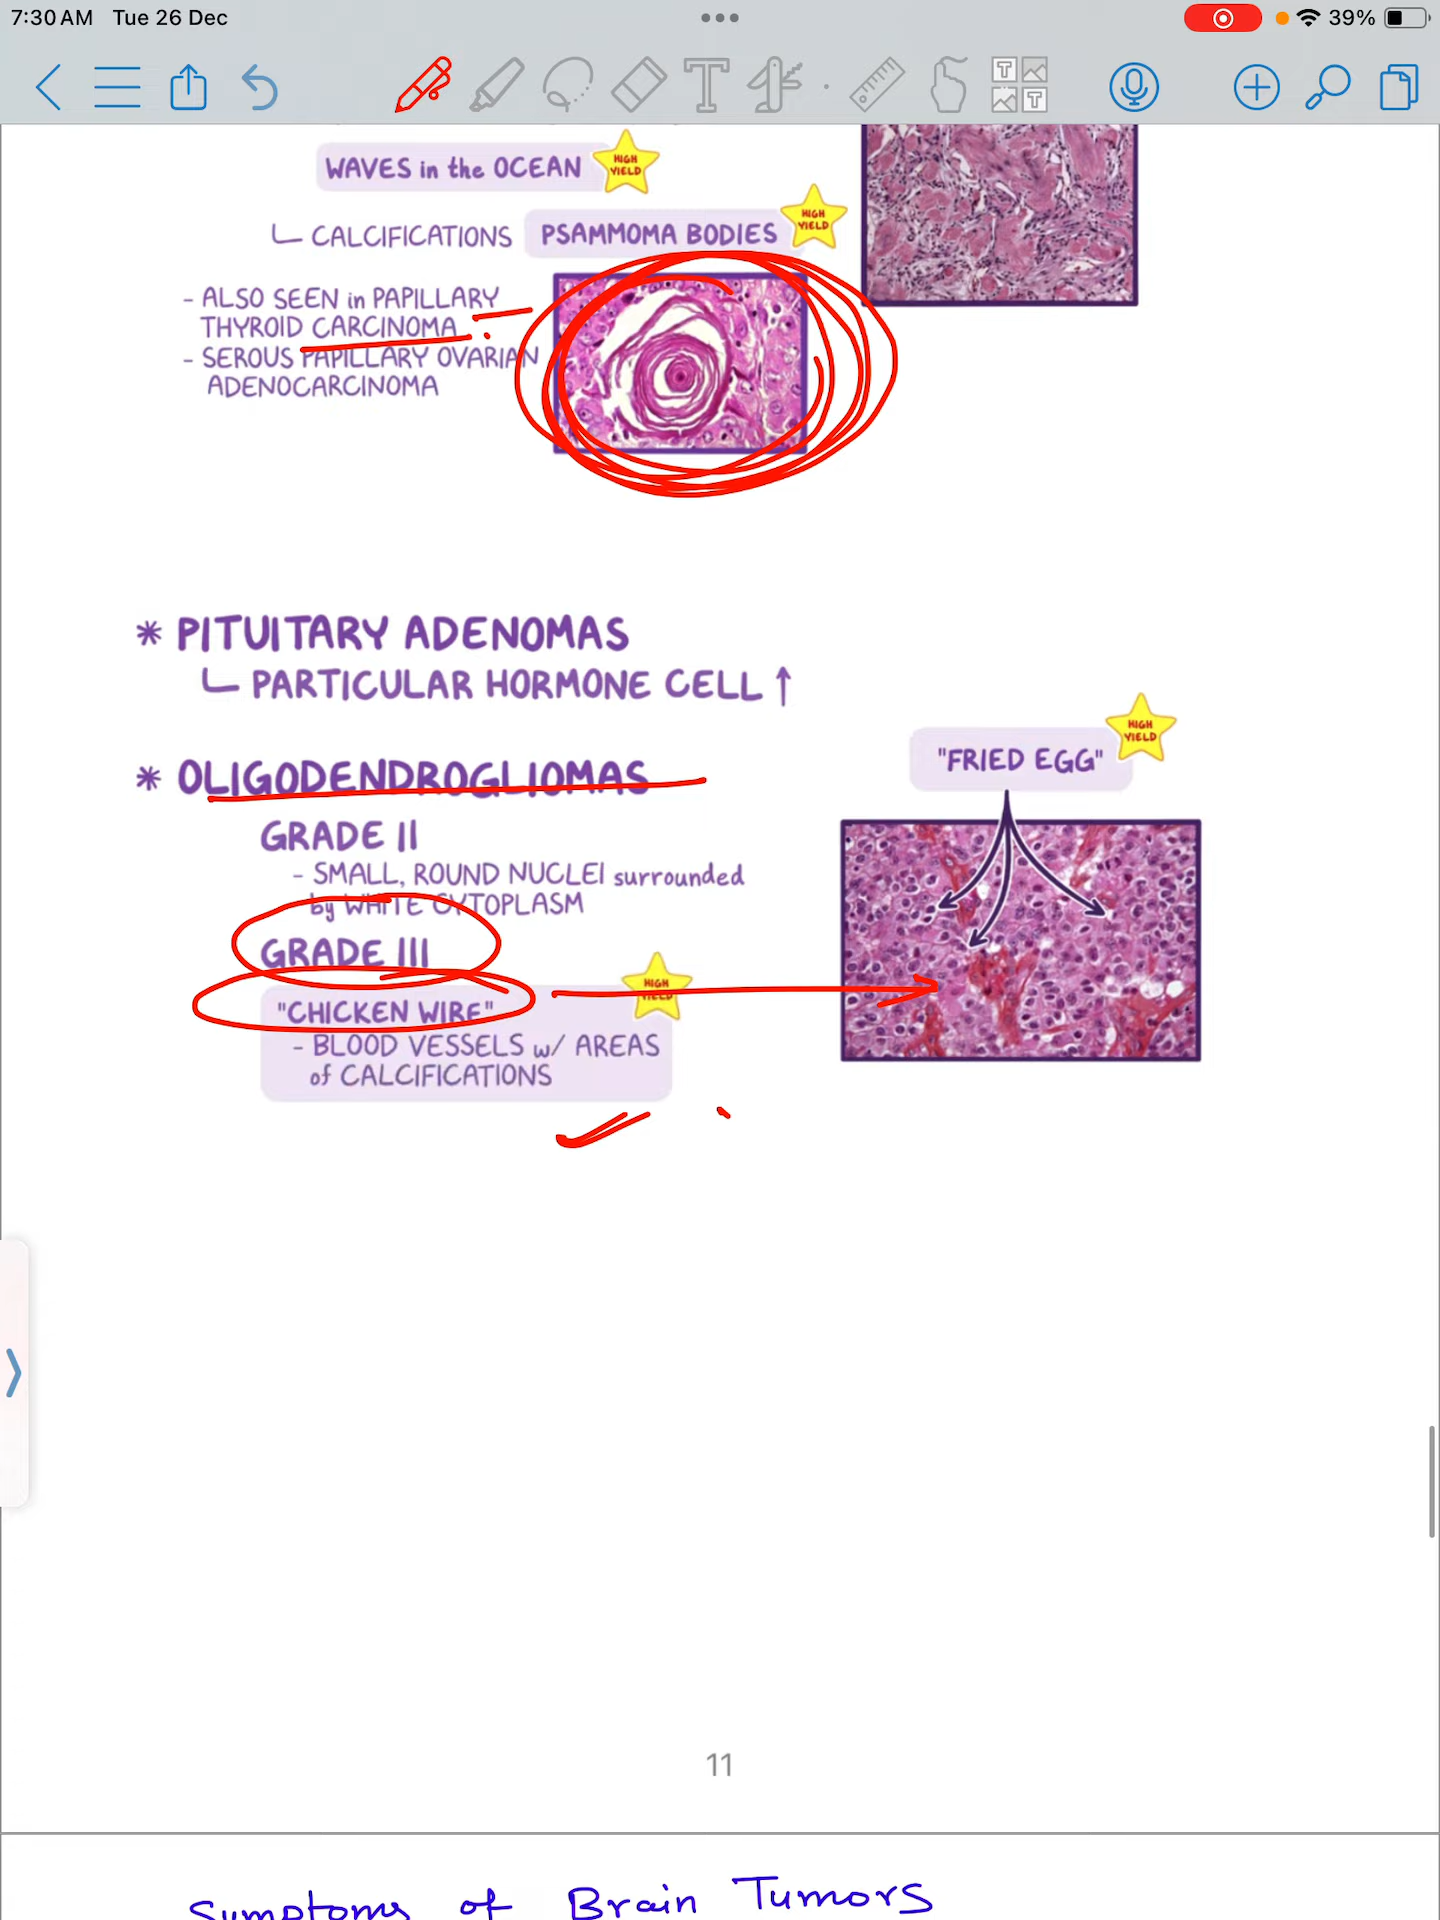 7:30 AM Tue 26 Dec
39%
WAVES in the OCEAN
HIGH YIELD
CALCIFICATIONS PSAMMOMA BODIES
HIGH YIELD
- ALSO SEEN in PAPILLARY
THYROID CARCINOMA
- SEROUS PAPILLARY OVARIAN
ADENOCARCINOMA
* PITUITARY ADENOMAS
PARTICULAR HORMONE CELL ↑
* OLIGODENDROGLIOMAS
"FRIED EGG"
HIGH YIELD
GRADE II
- SMALL, ROUND NUCLEI surrounded
by WHITE CYTOPLASM
GRADE III
"CHICKEN WIRE"
HIGH YIELD
- BLOOD VESSELS w/ AREAS
of CALCIFICATIONS
11
Symptoms of Brain Tumors